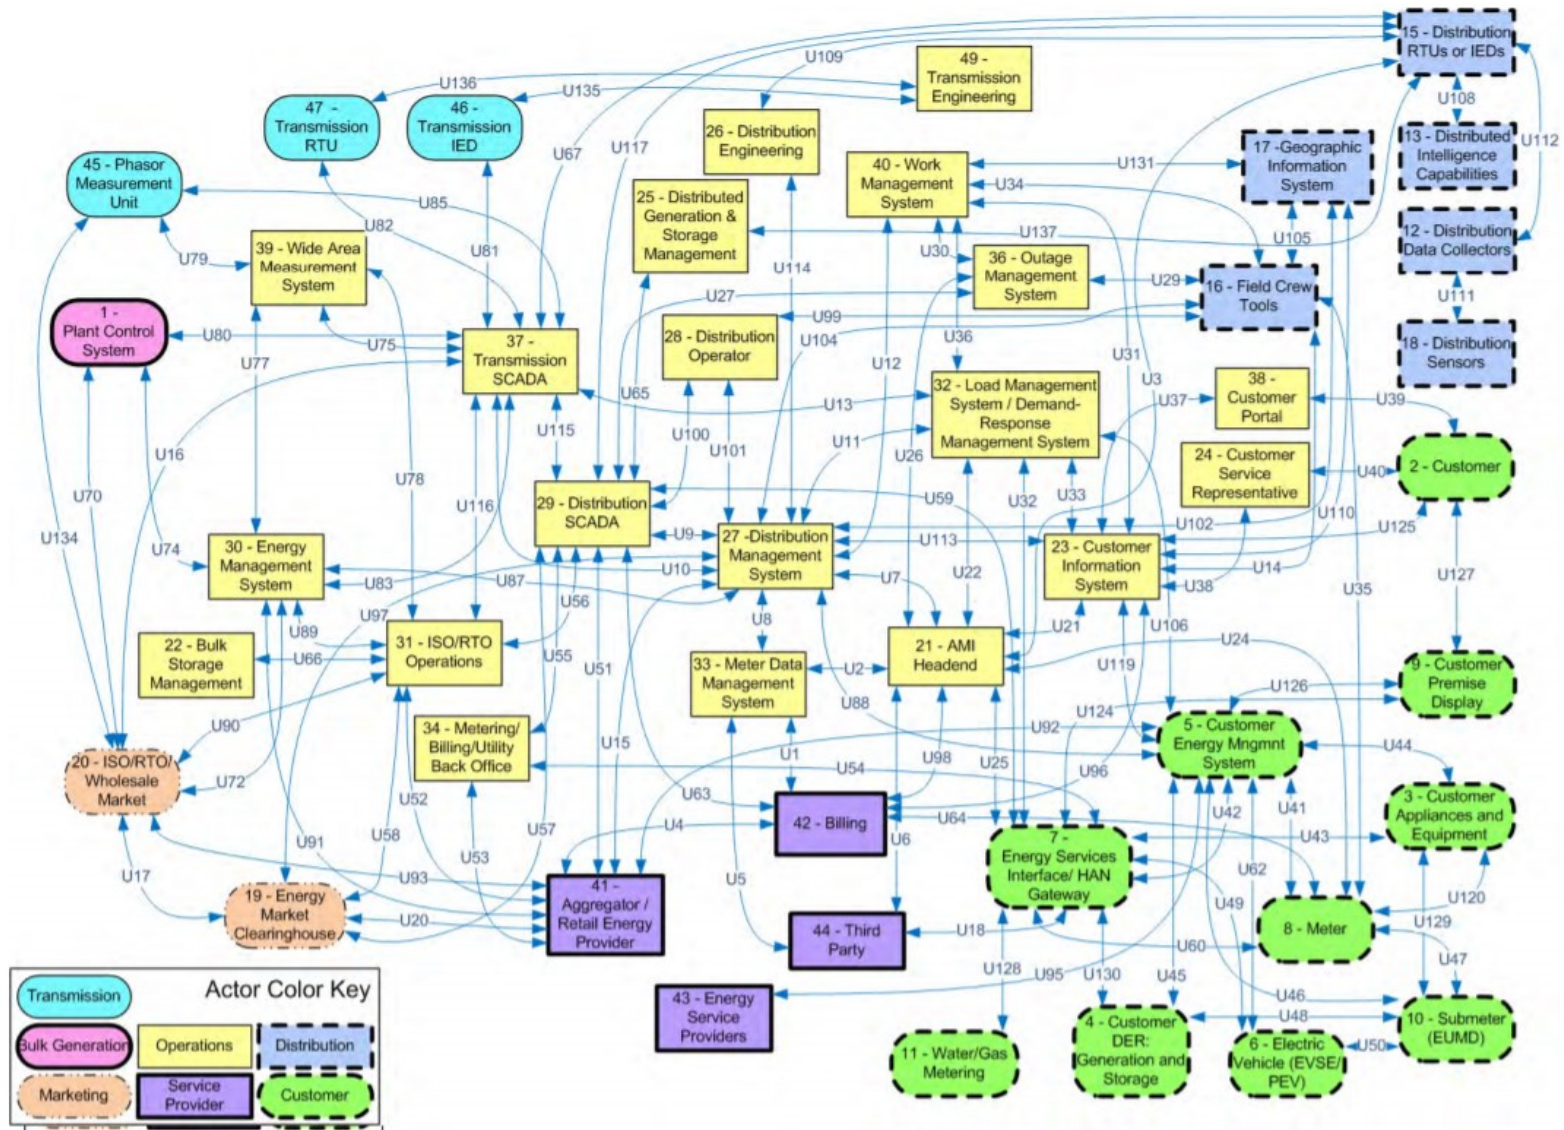 U109
U136
U135
49 -
Transmission
Engineering
15 - Distribution
RTUs or IEDs
47 -
Transmission
RTU
46 -
Transmission
IED
U108
26 - Distribution
Engineering
U67
U117
U112
13 - Distributed
Intelligence
Capabilities
17 -Geographic
Information
System
45 - Phasor
Measurement
Unit
40 - Work
Management
System
U131
U34
25 - Distributed
Generation &
Storage
Management
U85
U82
U137
U105
12 - Distribution
Data Collectors
39 - Wide Area
Measurement
System
U79
U81
U30
U114
36 - Outage
Management
System
U29
16 - Field Crew
Tools
U27
U111
1 -
Plant Control
System
U80
U75
U99
U104
28 - Distribution
Operator
37 -
Transmission
SCADA
18 - Distribution
Sensors
U77
U36
U12
U31
U3
32 - Load Management
System / Demand-
Response
Management System
38 -
Customer
Portal
U37
U39
U65
U13
U115
U100
U101
U11
U26
U16
24 - Customer
Service
Representative
U40
2 - Customer
U70
U78
U116
U59
U32
U33
29 - Distribution
SCADA
U9
27 -Distribution
Management
System
U102
U110
U125
U113
23 - Customer
Information
System
U134
U74
30 - Energy
Management
System
U83
U87
U10
U7
U22
U14
U38
U127
U35
U97
U56
U89
U8
U21
U106
U24
22 - Bulk
Storage
Management
U66
31 - ISO/RTO
Operations
U55
U51
33 - Meter Data
Management
System
U2
21 - AMI
Headend
U119
9 - Customer
Premise
Display
U126
U124
U88
U90
34 - Metering/
Billing/Utility
Back Office
U15
U92
5 - Customer
Energy Mngmnt
System
U44
U1
U98
U25
U54
U96
20 - ISO/RTO/
Wholesale
Market
U72
U52
U63
U4
42 - Billing
U64
U6
U42
U41
U43
3 - Customer
Appliances and
Equipment
U58
U57
U91
U53
7 -
Energy Services
Interface/ HAN
Gateway
U62
U17
U93
U5
U120
19 - Energy
Market
Clearinghouse
U20
41 -
Aggregator /
Retail Energy
Provider
U49
U129
44 - Third
Party
U18
U60
8 - Meter
U47
U128
U95
U130
U45
U46
43 - Energy
Service
Providers
U48
11 - Water/Gas
Metering
4 - Customer
DER:
Generation and
Storage
6 - Electric
Vehicle (EVSE/
PEV)
U50
10 - Submeter
(EUMD)
Actor Color Key
Transmission
Bulk Generation
Operations
Distribution
Marketing
Service
Provider
Customer